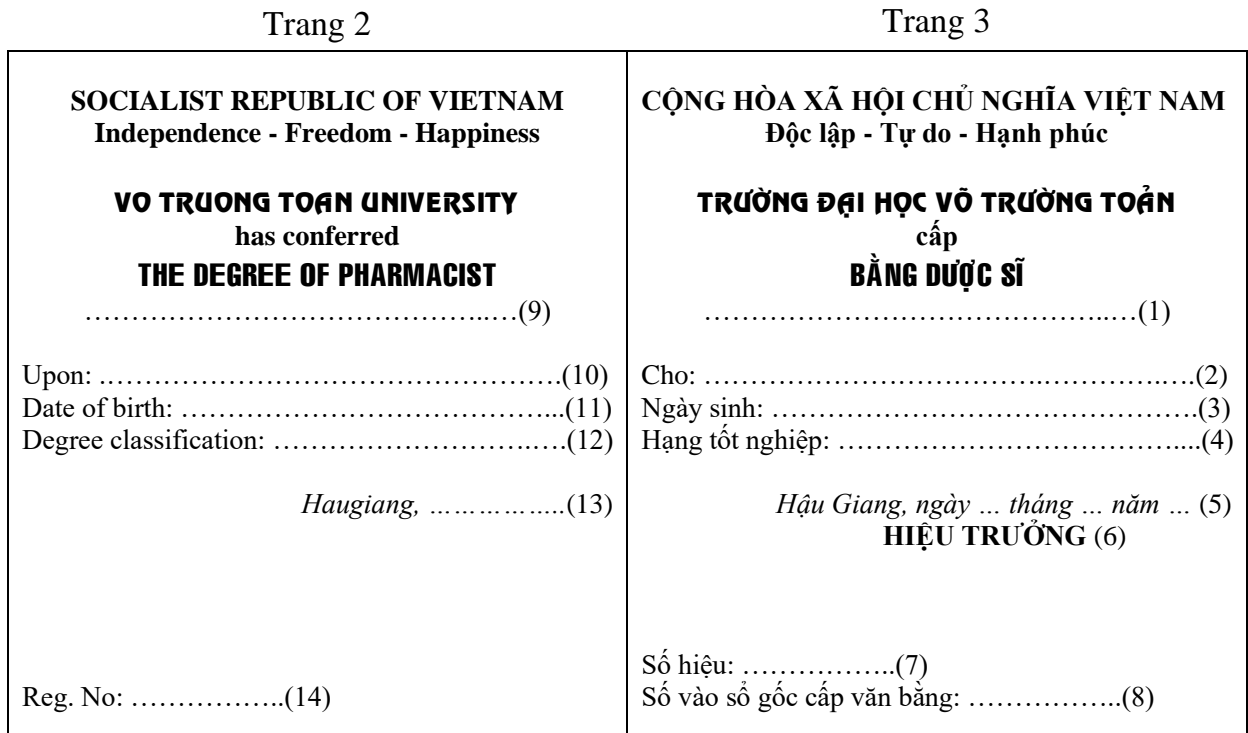 Trang 2
SOCIALIST REPUBLIC OF VIETNAM
Independence - Freedom - Happiness
VO TRUONG TOAN UNIVERSITY
has conferred
THE DEGREE OF PHARMACIST
……………………………………..…(9)
Upon: ………………………………………….(10)
Date of birth: …………………………………...(11)
Degree classification: ………………………….(12)
Haugiang, ……………..(13)
Reg. No: ……………..(14)
Trang 3
CỘNG HÒA XÃ HỘI CHỦ NGHĨA VIỆT NAM
Độc lập - Tự do - Hạnh phúc
TRƯỜNG ĐẠI HỌC VÕ TRƯỜNG TOẢN
cấp
BẰNG DƯỢC SĨ
……………………………………..…(1)
Cho: ……………………………….………….….(2)
Ngày sinh: ……………………………………….(3)
Hạng tốt nghiệp: ………………………………....(4)
Hậu Giang, ngày … tháng … năm … (5)
HIỆU TRƯỞNG (6)
Số hiệu: ……………..(7)
Số vào sổ gốc cấp văn bằng: ……………..(8)